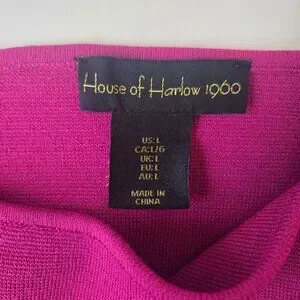 House of Harlow 1960
US: L
CA: L/G
UK: L
EU: L
AU: L
MADE IN
CHINA